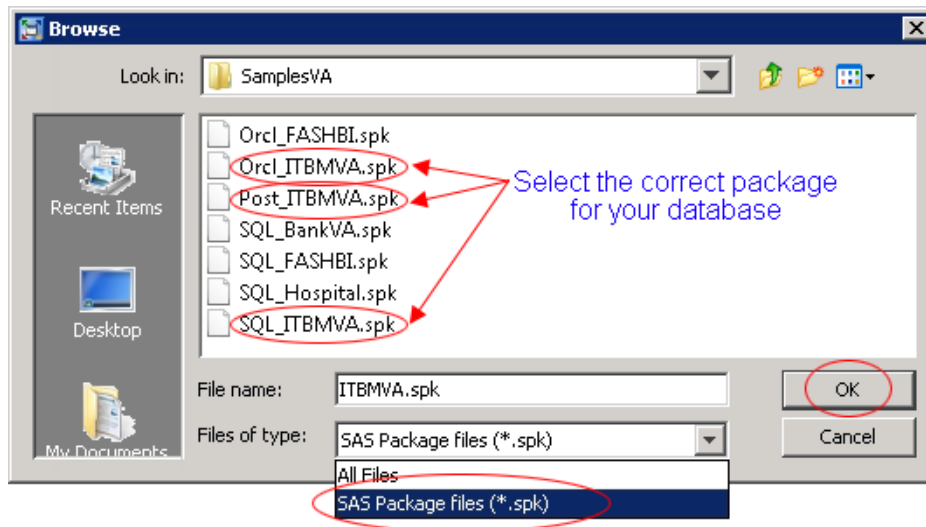 Browse
Look in: SamplesVA
Orcl_FASHBI.spk
Orcl_ITBMVA.spk
Post_ITBMVA.spk
SQL_BankVA.spk
SQL_FASHBI.spk
SQL_Hospital.spk
SQL_ITBMVA.spk
Select the correct package
for your database
Recent Items
Desktop
My Documents
File name: ITBMVA.spk OK
Files of type: SAS Package files (*.spk) Cancel
All Files
SAS Package files (*.spk)